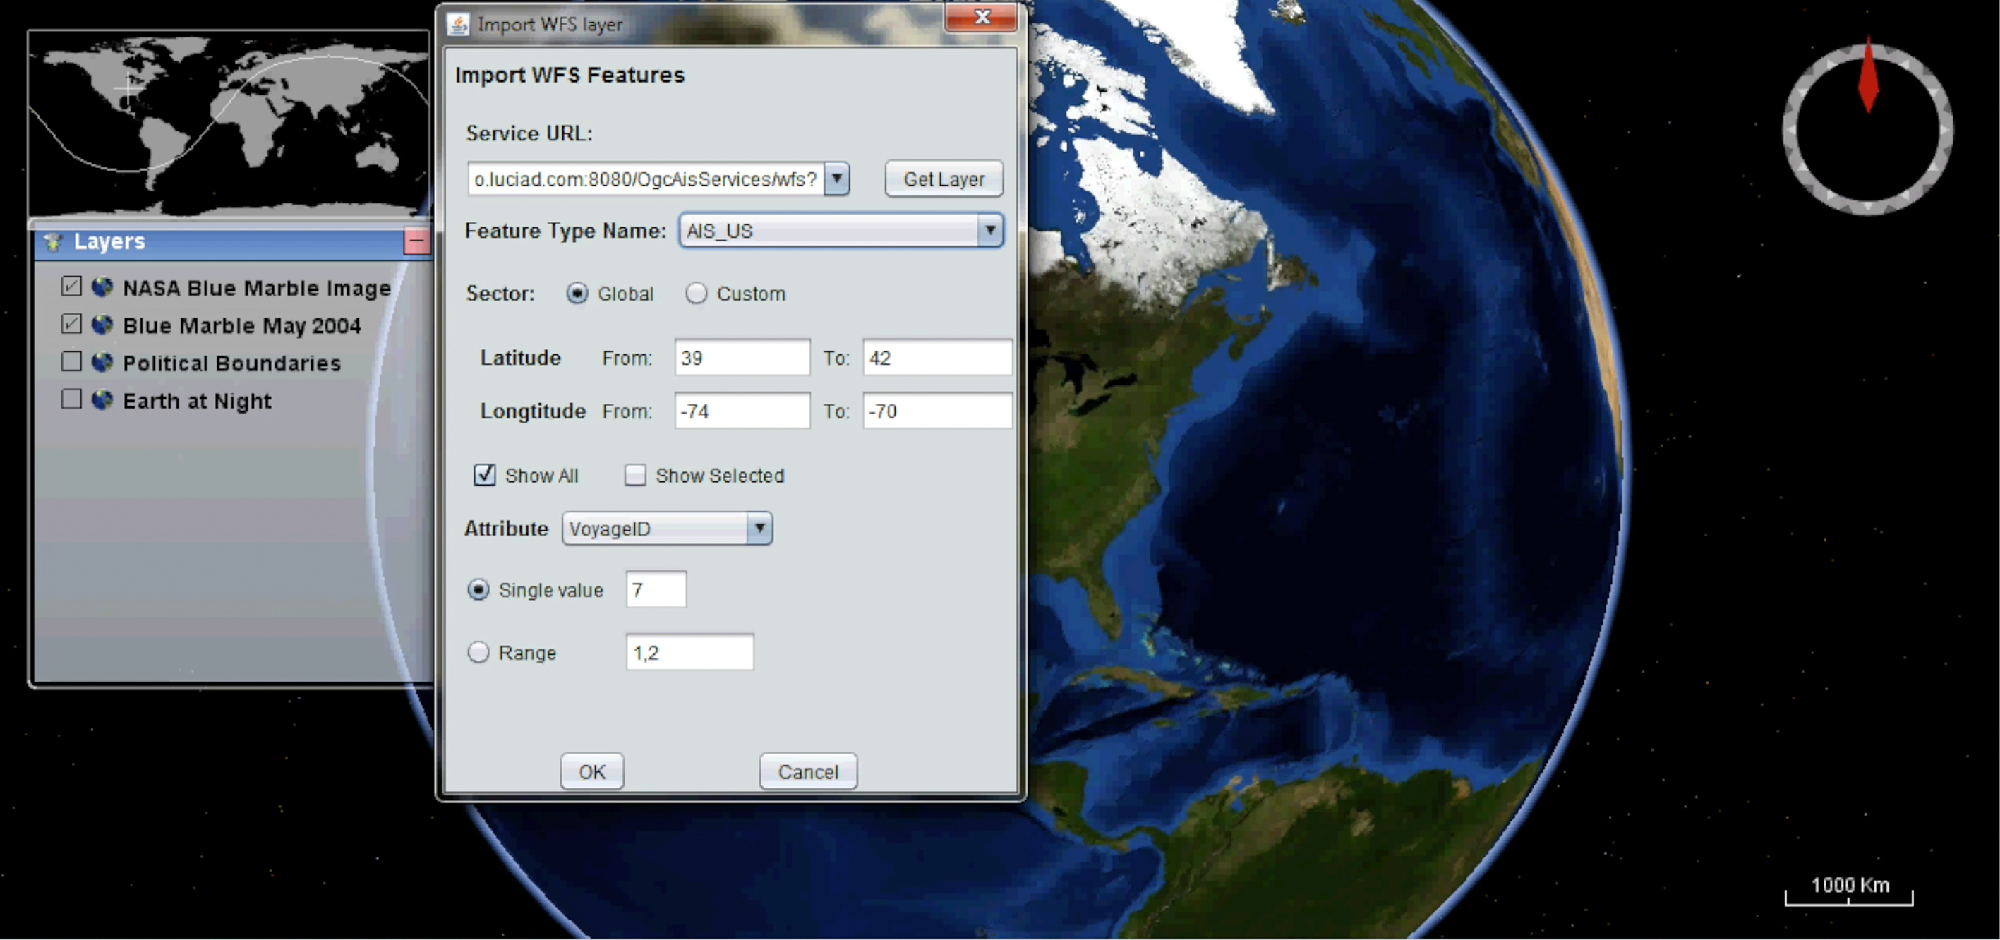 Import WFS layer
Import WFS Features
Service URL:
o.luciad.com:8080/OgcAisServices/wfs?
Get Layer
Feature Type Name: AIS_US
Sector: Global Custom
Latitude From: 39 To: 42
Longtitude From: -74 To: -70
Show All Show Selected
Attribute VoyageID
Single value 7
Range 1,2
OK Cancel
Layers
NASA Blue Marble Image
Blue Marble May 2004
Political Boundaries
Earth at Night
1000 Km